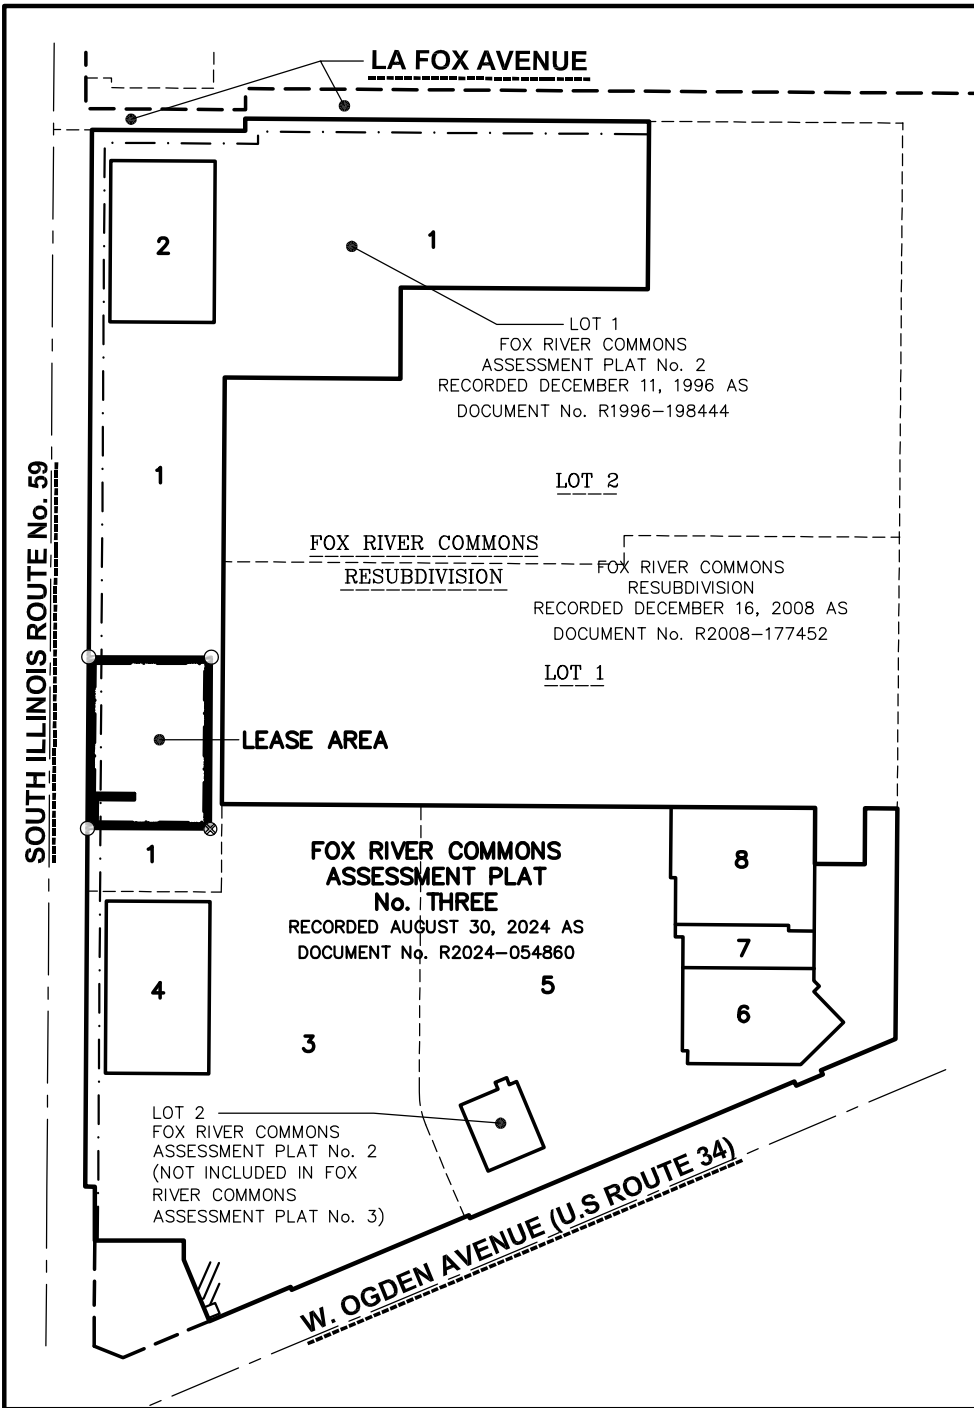 LA FOX AVENUE
2
1
LOT 1
FOX RIVER COMMONS
ASSESSMENT PLAT No. 2
RECORDED DECEMBER 11, 1996 AS
DOCUMENT No. R1996-198444
1
LOT 2
SOUTH ILLINOIS ROUTE No. 59
FOX RIVER COMMONS
RESUBDIVISION
FOX RIVER COMMONS
RESUBDIVISION
RECORDED DECEMBER 16, 2008 AS
DOCUMENT No. R2008-177452
LOT 1
LEASE AREA
1
FOX RIVER COMMONS
ASSESSMENT PLAT
No. THREE
RECORDED AUGUST 30, 2024 AS
DOCUMENT No. R2024-054860
8
7
6
5
4
3
LOT 2
FOX RIVER COMMONS
ASSESSMENT PLAT No. 2
(NOT INCLUDED IN FOX
RIVER COMMONS
ASSESSMENT PLAT No. 3)
W. OGDEN AVENUE (U.S ROUTE 34)